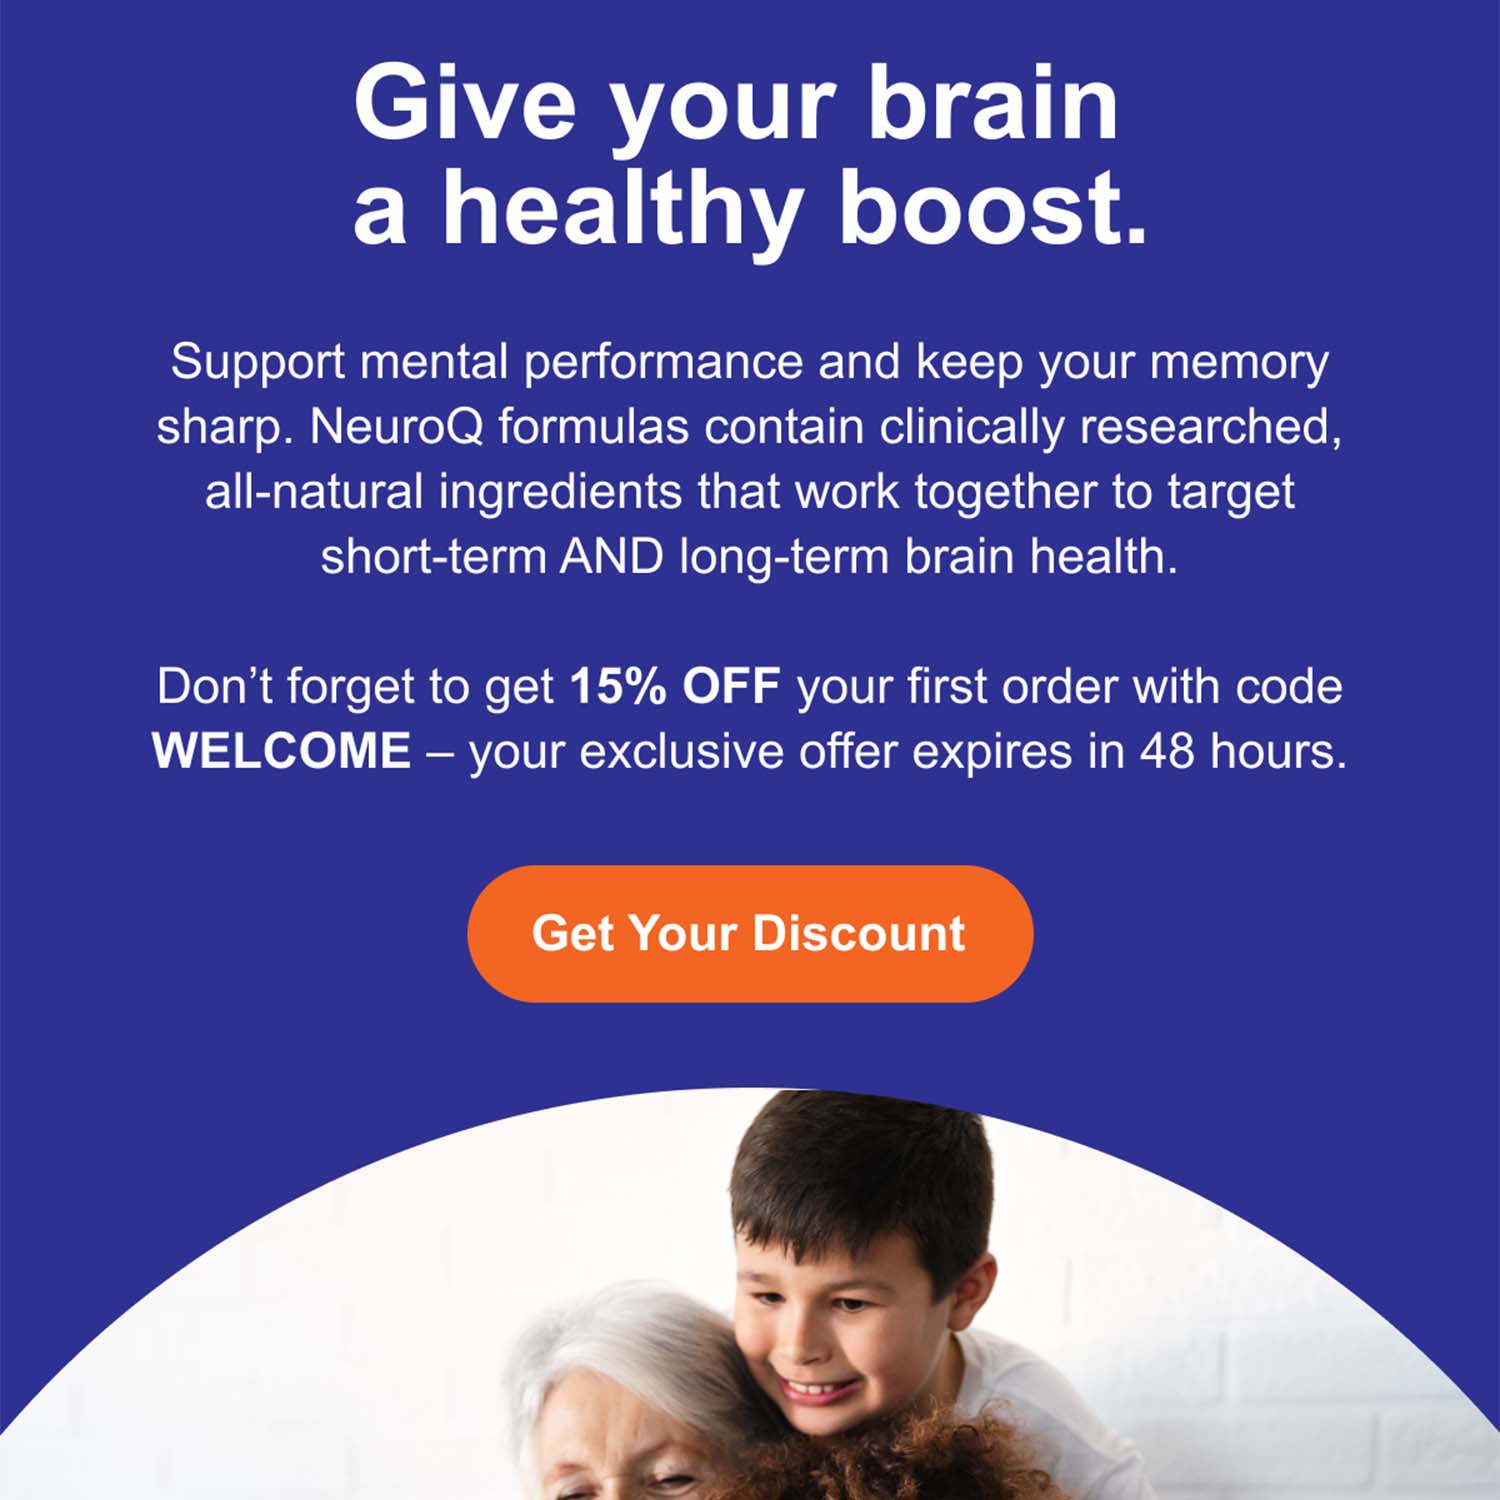 Give your brain
a healthy boost.
Support mental performance and keep your memory
sharp. NeuroQ formulas contain clinically researched,
all-natural ingredients that work together to target
short-term AND long-term brain health.
Don’t forget to get 15% OFF your first order with code
WELCOME – your exclusive offer expires in 48 hours.
Get Your Discount